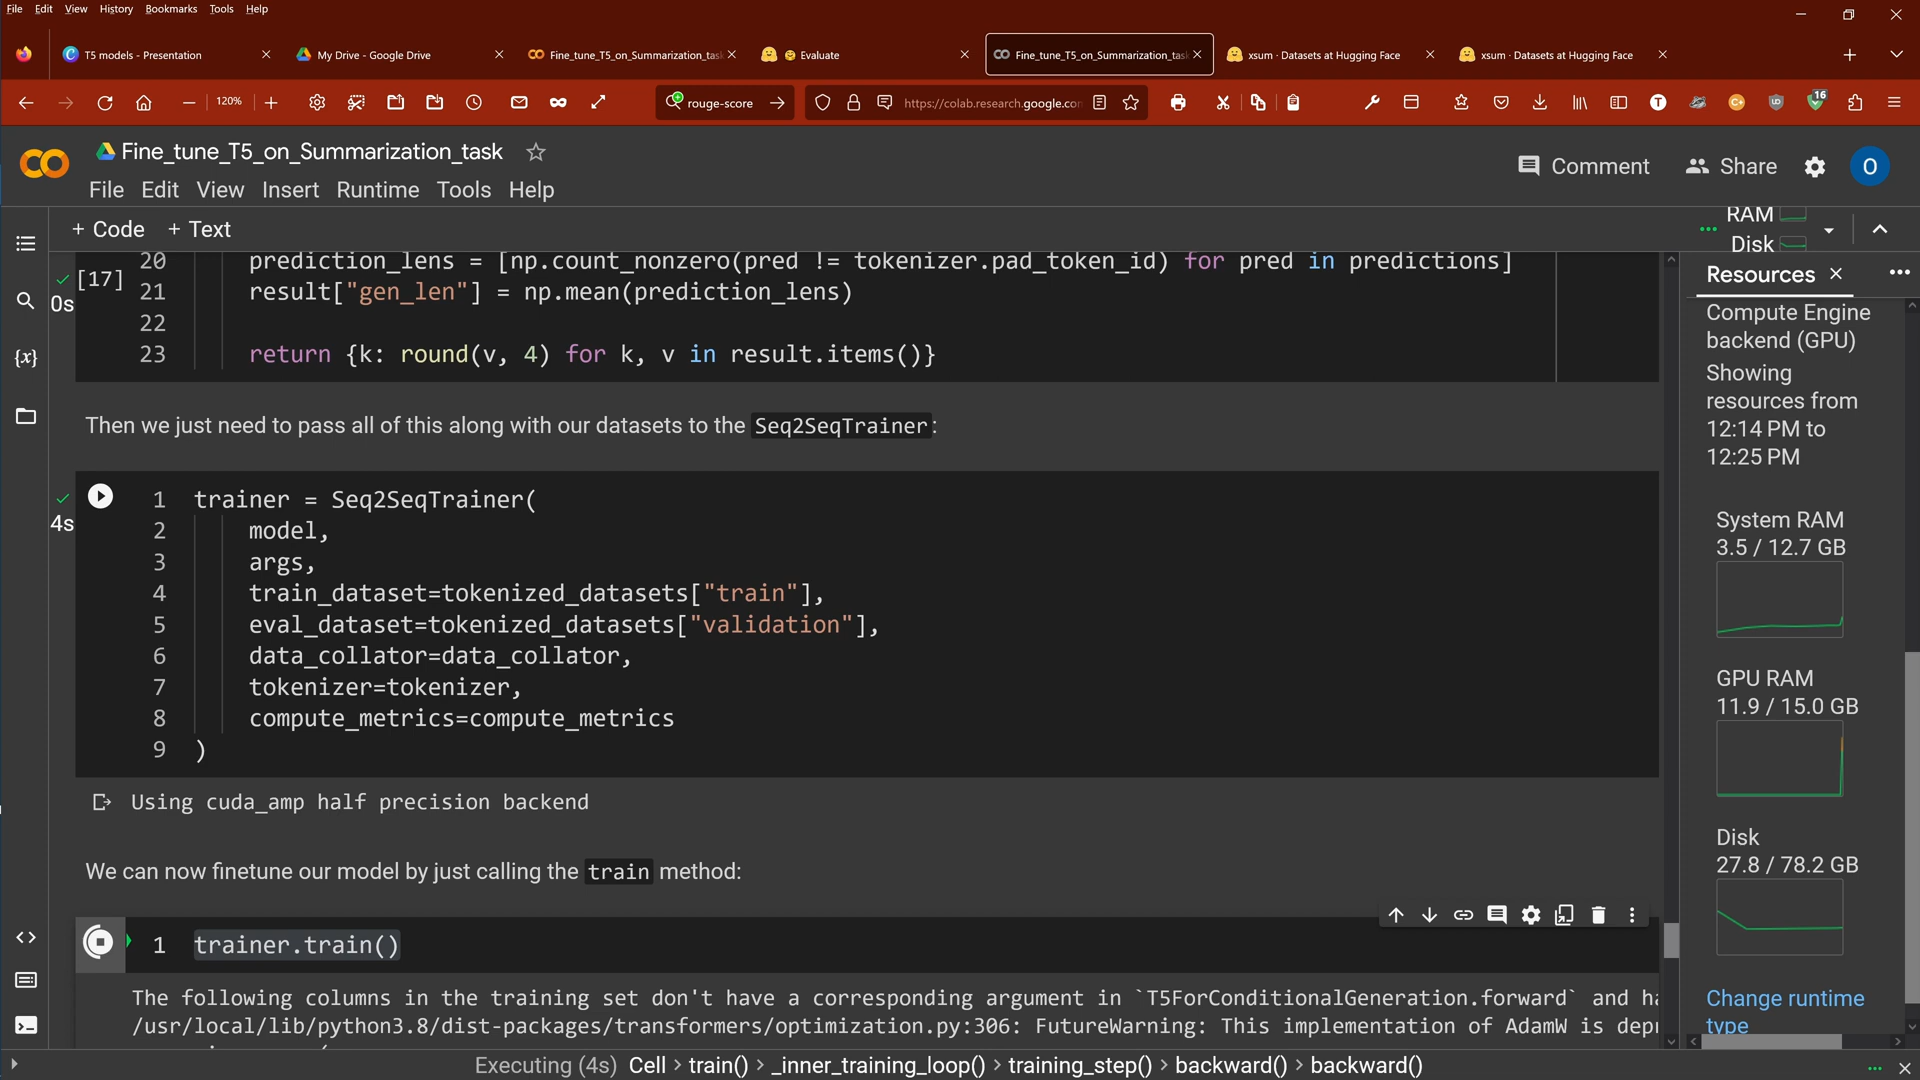 File Edit View History Bookmarks Tools Help
T5 models - Presentation
My Drive - Google Drive
Fine_tune_T5_on_Summarization_tas
Evaluate
Fine_tune_T5_on_Summarization_task
xsum · Datasets at Hugging Face
xsum · Datasets at Hugging Face
120%
rouge-score
https://colab.research.google.co
16
Fine_tune_T5_on_Summarization_task
File Edit View Insert Runtime Tools Help
Comment
Share
O
+ Code + Text
RAM
Disk
[17]
0s
20 prediction_lens = [np.count_nonzero(pred != tokenizer.pad_token_id) for pred in predictions]
21 result["gen_len"] = np.mean(prediction_lens)
22
23 return {k: round(v, 4) for k, v in result.items()}
Then we just need to pass all of this along with our datasets to the Seq2SeqTrainer:
4s
1 trainer = Seq2SeqTrainer(
2 model,
3 args,
4 train_dataset=tokenized_datasets["train"],
5 eval_dataset=tokenized_datasets["validation"],
6 data_collator=data_collator,
7 tokenizer=tokenizer,
8 compute_metrics=compute_metrics
9 )
Using cuda_amp half precision backend
We can now finetune our model by just calling the train method:
1 trainer.train()
The following columns in the training set don't have a corresponding argument in `T5ForConditionalGeneration.forward` and ha
/usr/local/lib/python3.8/dist-packages/transformers/optimization.py:306: FutureWarning: This implementation of AdamW is dep
Resources
Compute Engine
backend (GPU)
Showing
resources from
12:14 PM to
12:25 PM
System RAM
3.5 / 12.7 GB
GPU RAM
11.9 / 15.0 GB
Disk
27.8 / 78.2 GB
Change runtime
type
Executing (4s) Cell > train() > _inner_training_loop() > training_step() > backward() > backward()